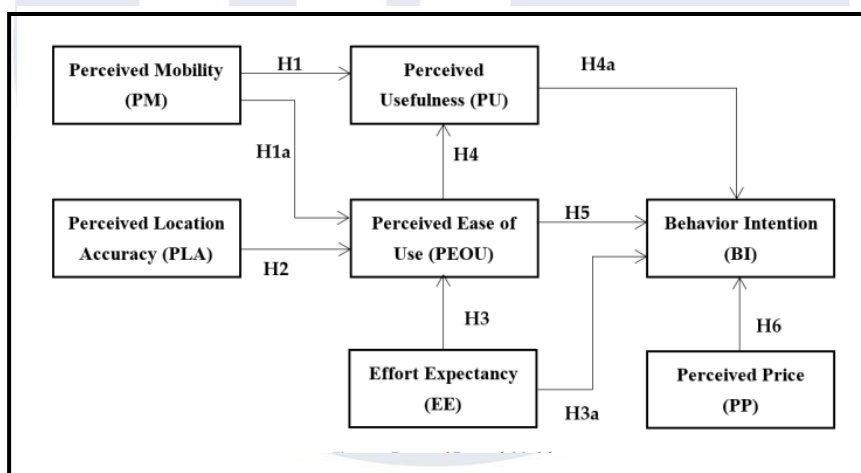 Perceived Mobility
(PM)
H1
Perceived
Usefulness (PU)
H4a
H1a
H4
Perceived Location
Accuracy (PLA)
H2
Perceived Ease of
Use (PEOU)
H5
Behavior Intention
(BI)
H3
H6
Effort Expectancy
(EE)
H3a
Perceived Price
(PP)